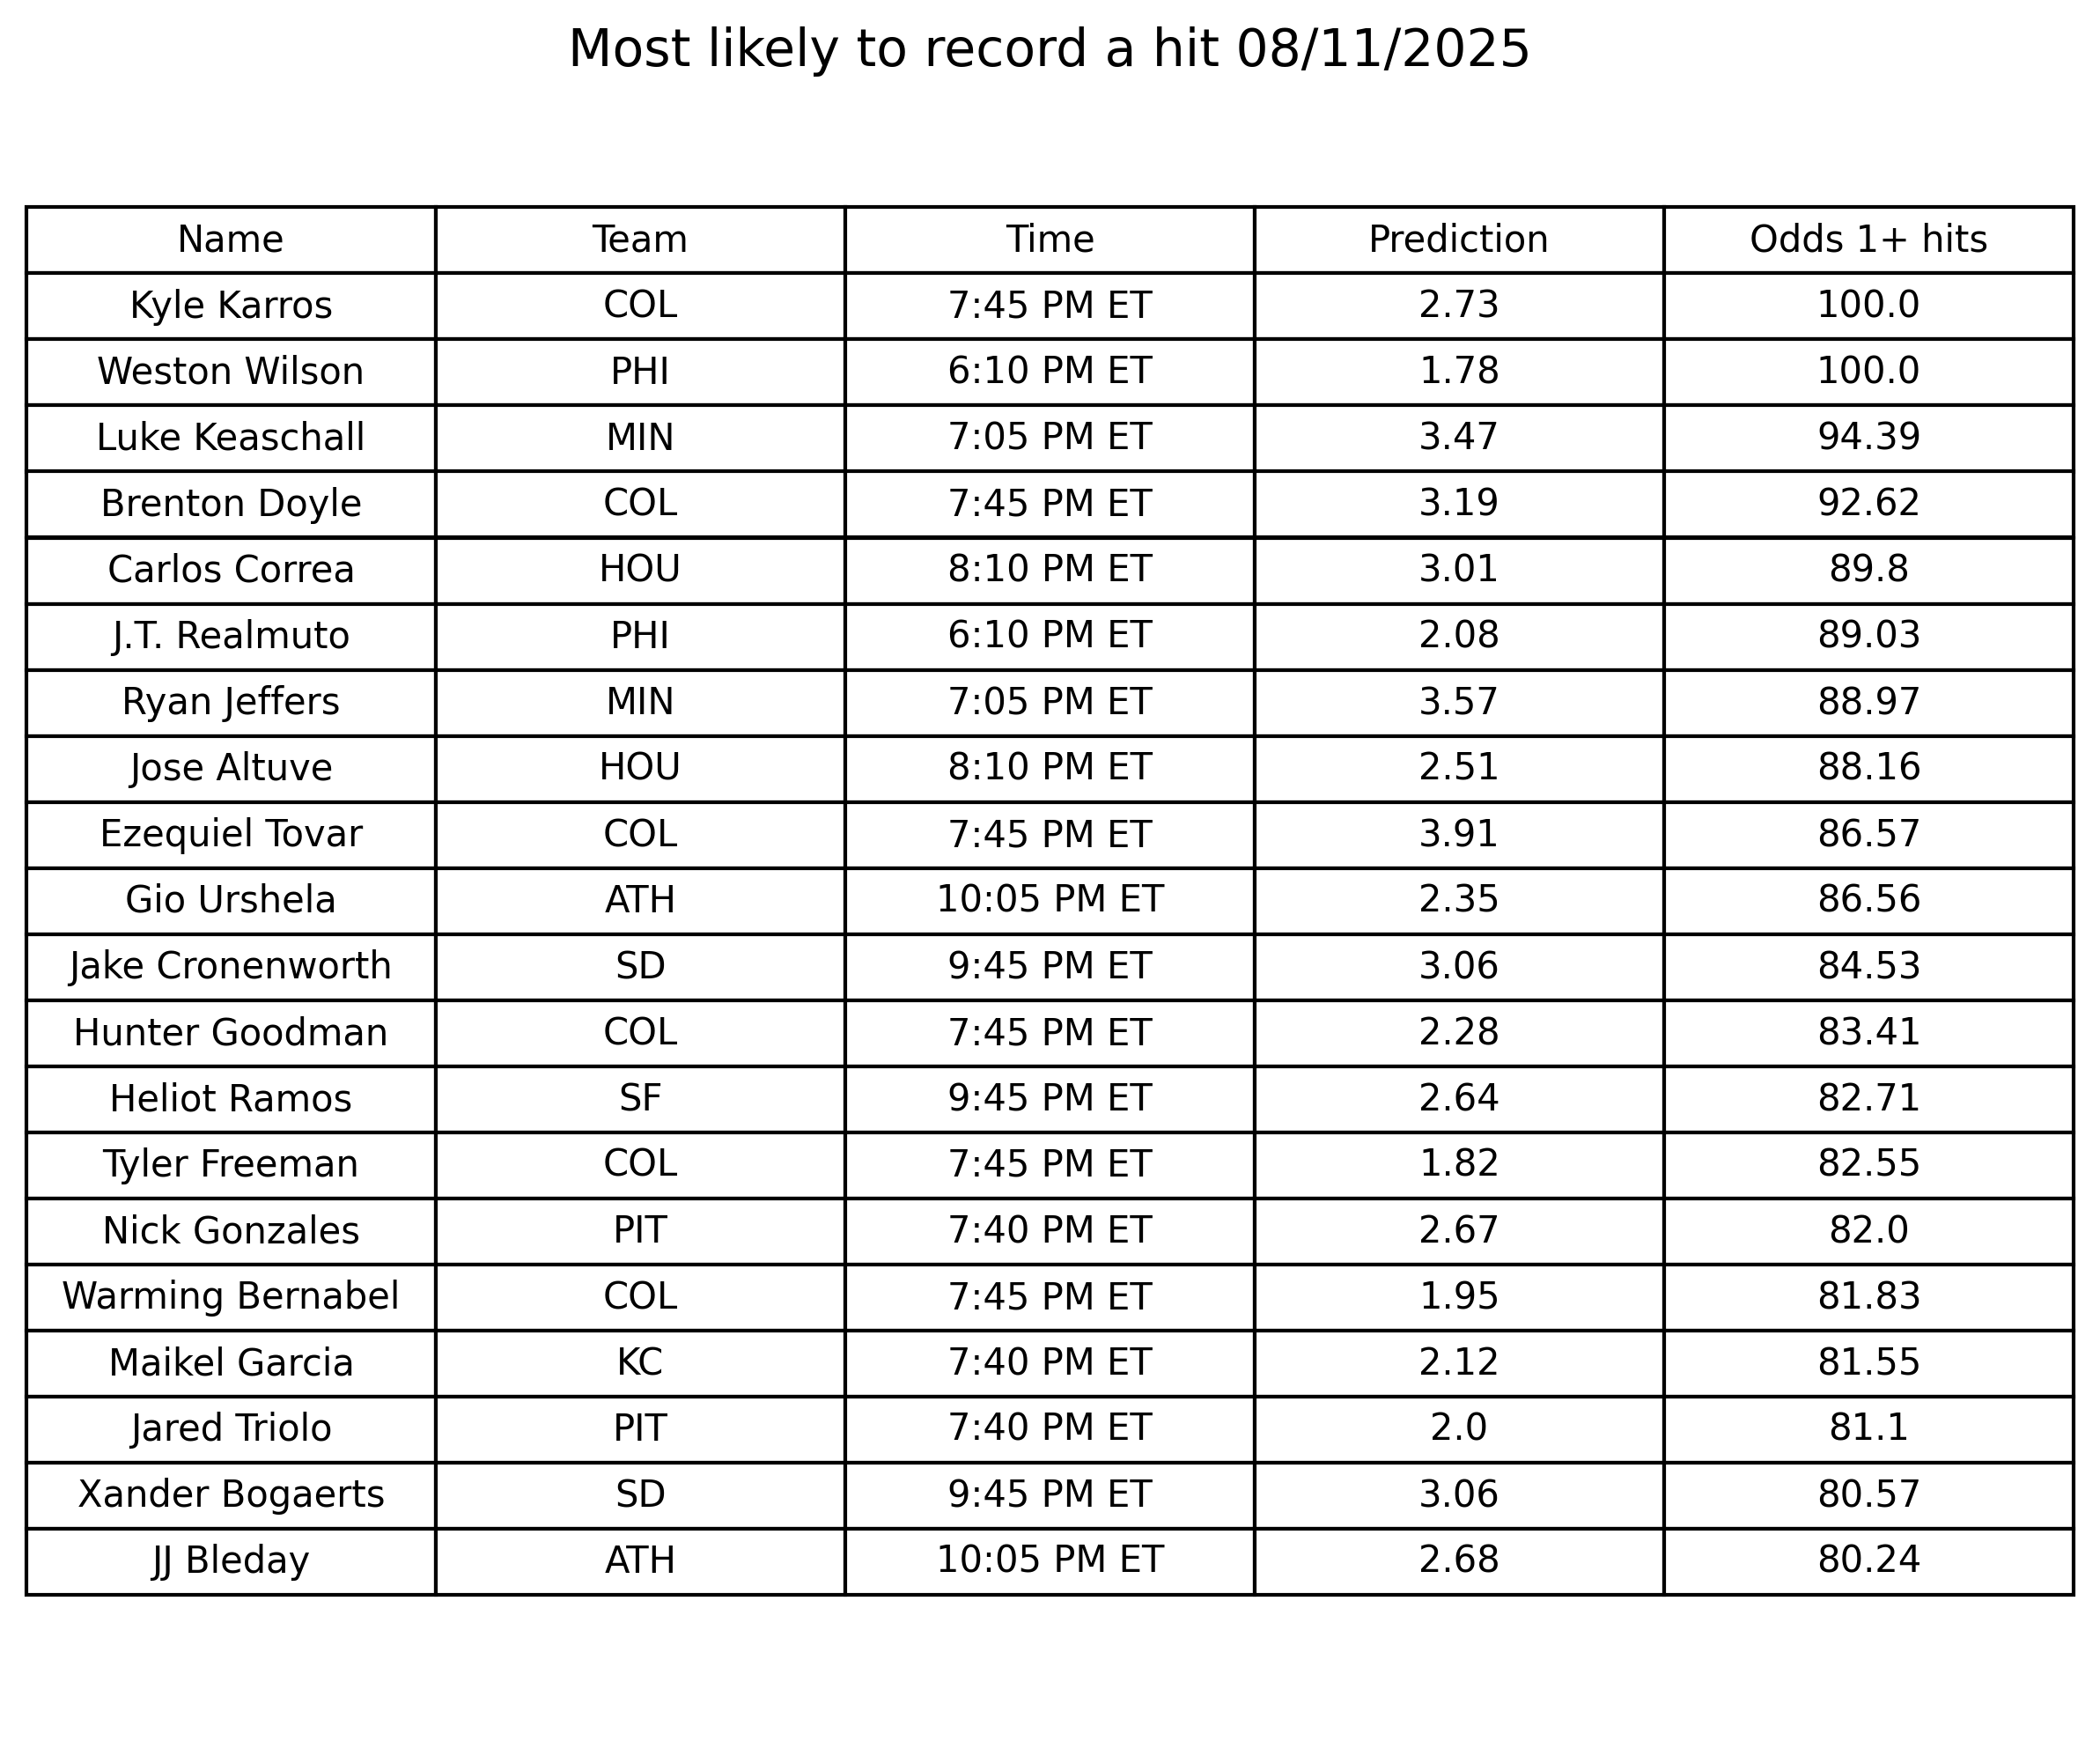 Most likely to record a hit 08/11/2025
Name Team Time Prediction Odds 1+ hits
Kyle Karros COL 7:45 PM ET 2.73 100.0
Weston Wilson PHI 6:10 PM ET 1.78 100.0
Luke Keaschall MIN 7:05 PM ET 3.47 94.39
Brenton Doyle COL 7:45 PM ET 3.19 92.62
Carlos Correa HOU 8:10 PM ET 3.01 89.8
J.T. Realmuto PHI 6:10 PM ET 2.08 89.03
Ryan Jeffers MIN 7:05 PM ET 3.57 88.97
Jose Altuve HOU 8:10 PM ET 2.51 88.16
Ezequiel Tovar COL 7:45 PM ET 3.91 86.57
Gio Urshela ATH 10:05 PM ET 2.35 86.56
Jake Cronenworth SD 9:45 PM ET 3.06 84.53
Hunter Goodman COL 7:45 PM ET 2.28 83.41
Heliot Ramos SF 9:45 PM ET 2.64 82.71
Tyler Freeman COL 7:45 PM ET 1.82 82.55
Nick Gonzales PIT 7:40 PM ET 2.67 82.0
Warming Bernabel COL 7:45 PM ET 1.95 81.83
Maikel Garcia KC 7:40 PM ET 2.12 81.55
Jared Triolo PIT 7:40 PM ET 2.0 81.1
Xander Bogaerts SD 9:45 PM ET 3.06 80.57
JJ Bleday ATH 10:05 PM ET 2.68 80.24